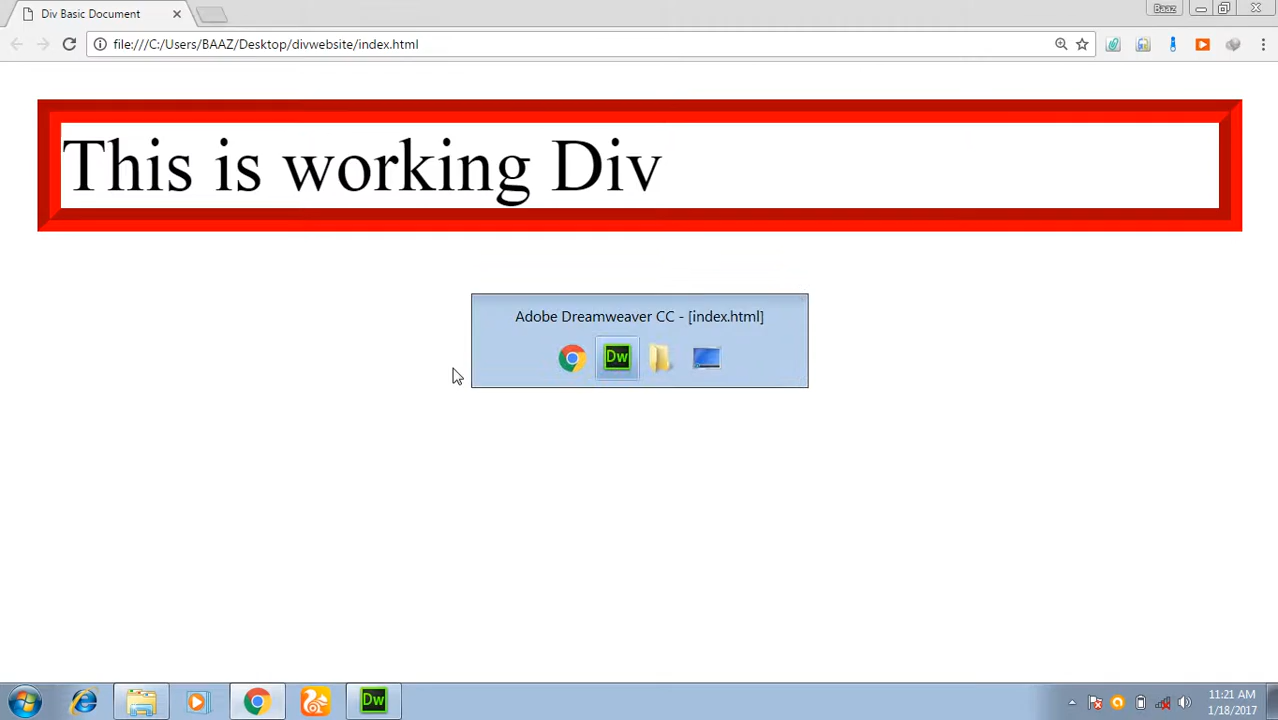 Div Basic Document
Baaz
file:///C:/Users/BAAZ/Desktop/divwebsite/index.html
This is working Div
Adobe Dreamweaver CC - [index.html]
Dw
Dw
11:21 AM
1/18/2017